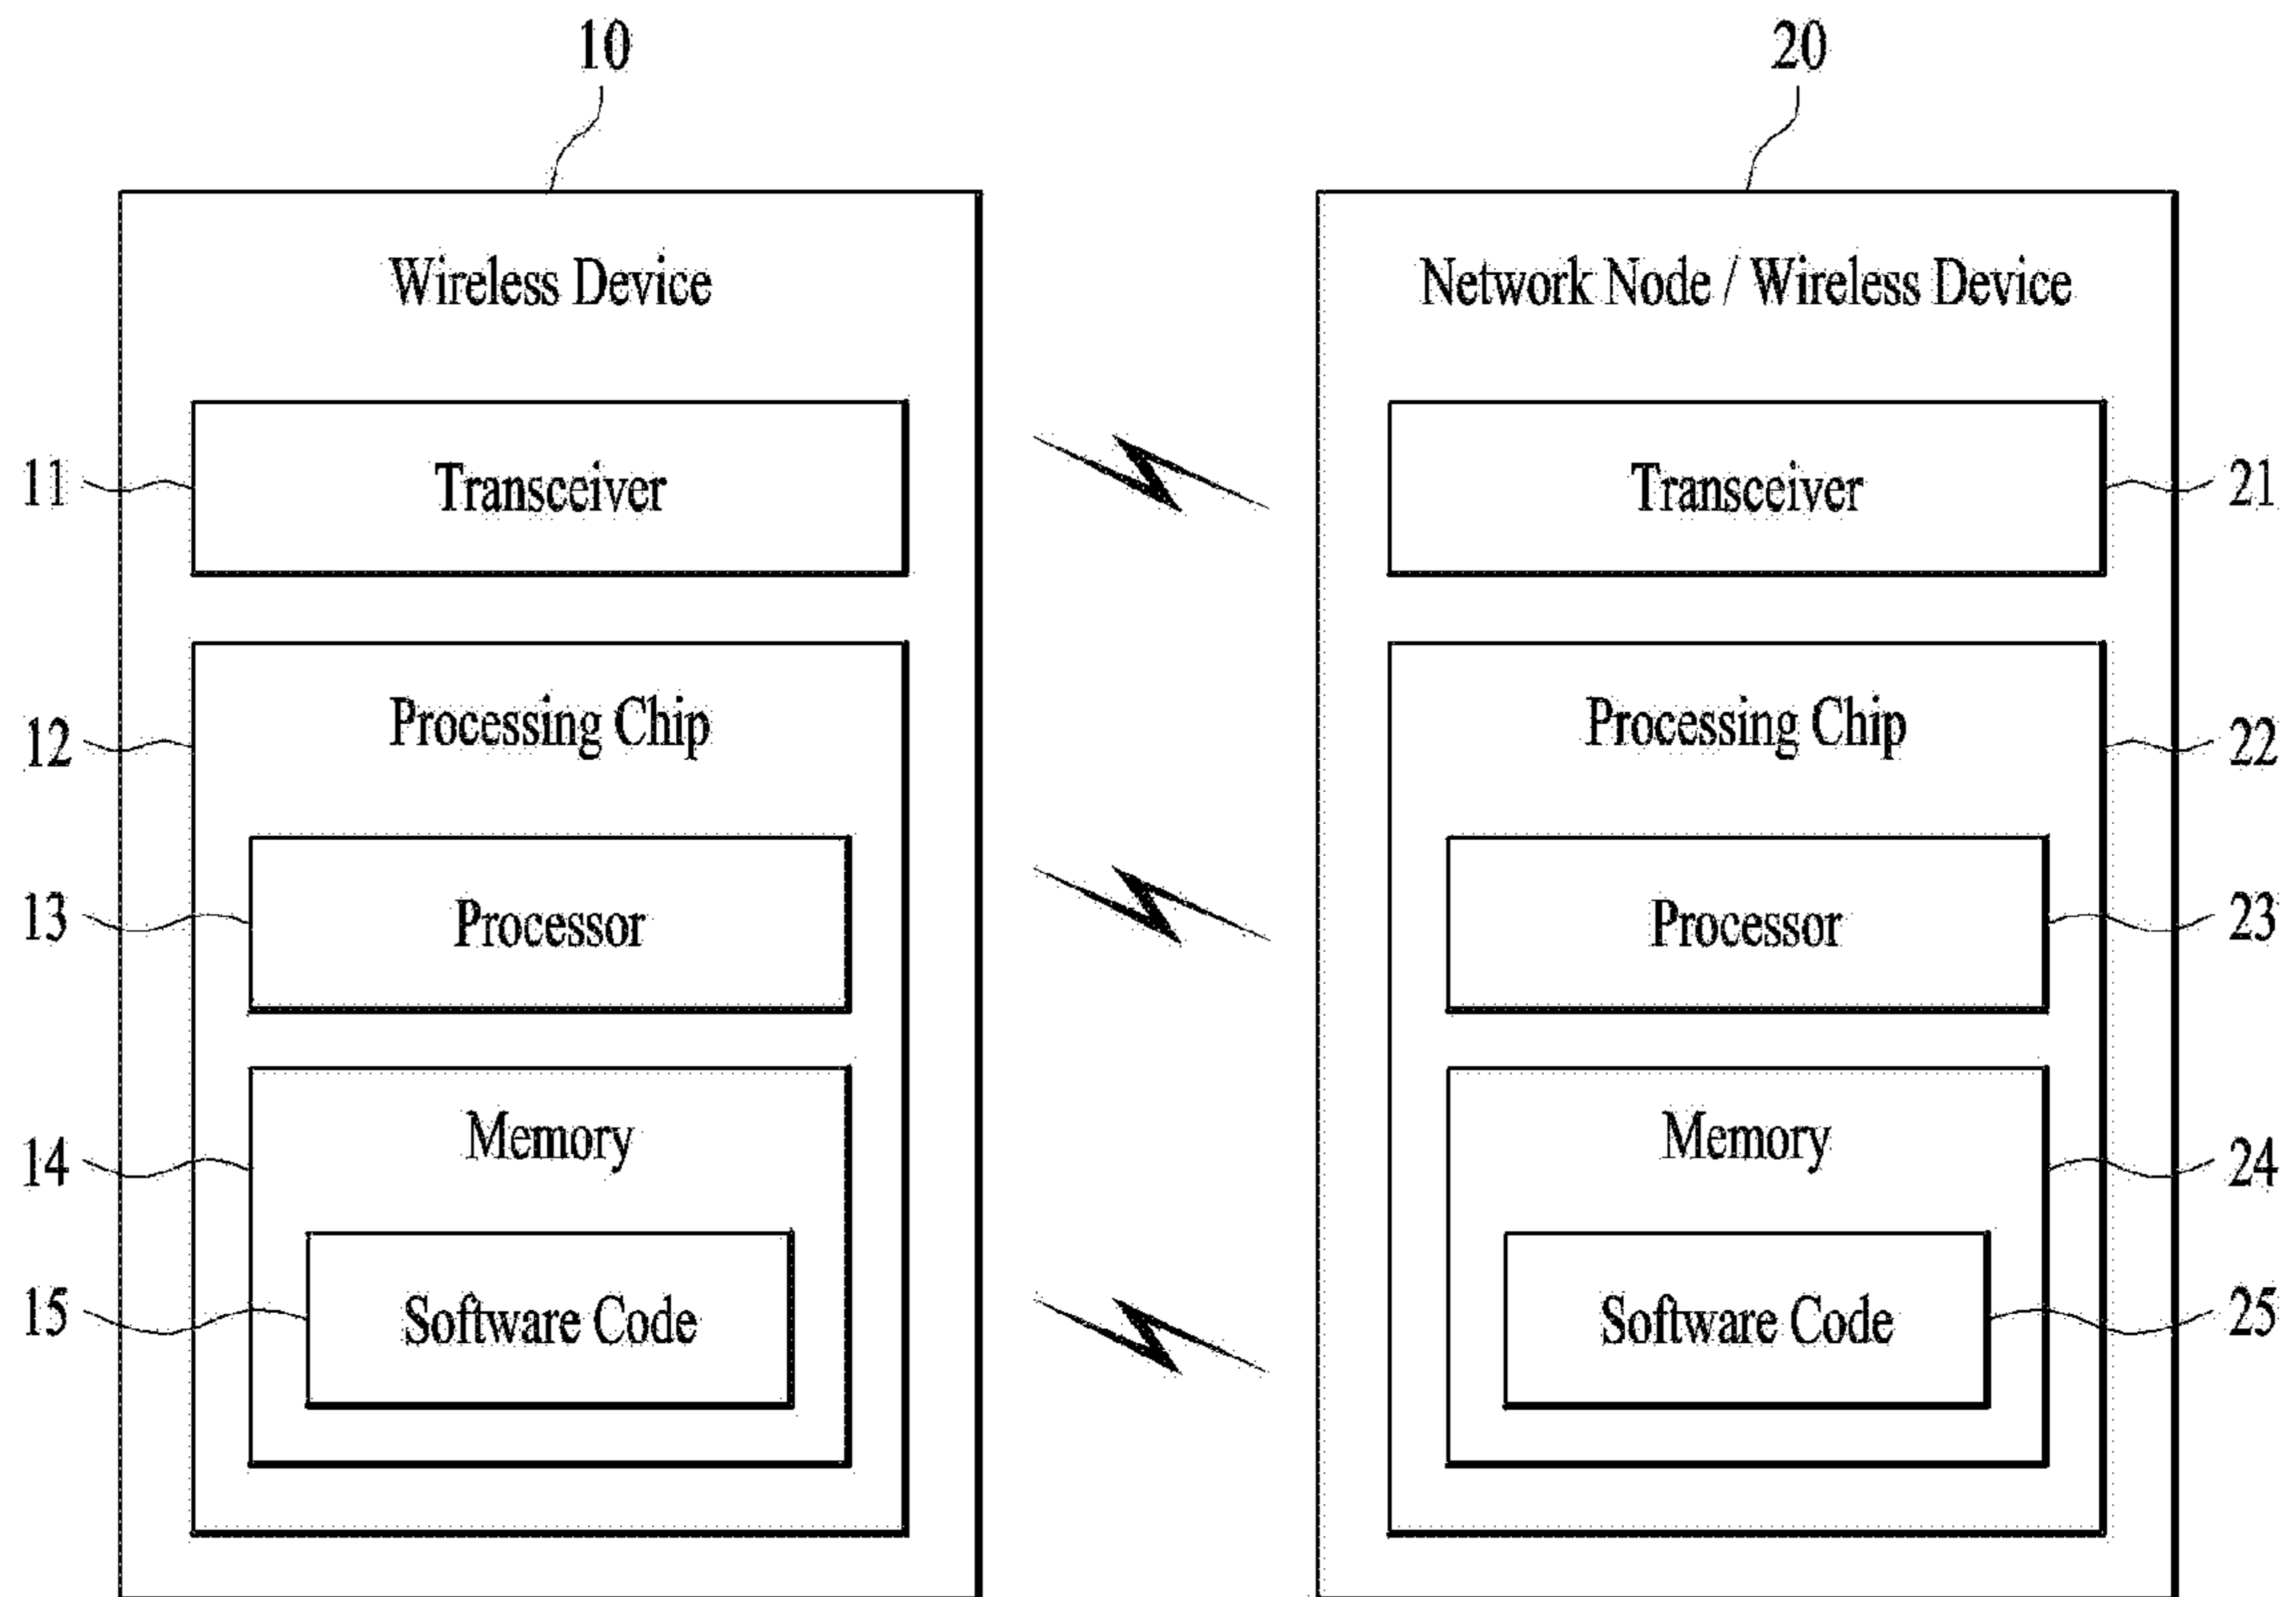 10
20
Wireless Device
Network Node / Wireless Device
11
Transceiver
Transceiver
21
12
Processing Chip
Processing Chip
22
13
Processor
Processor
23
14
Memory
Memory
24
15
Software Code
Software Code
25